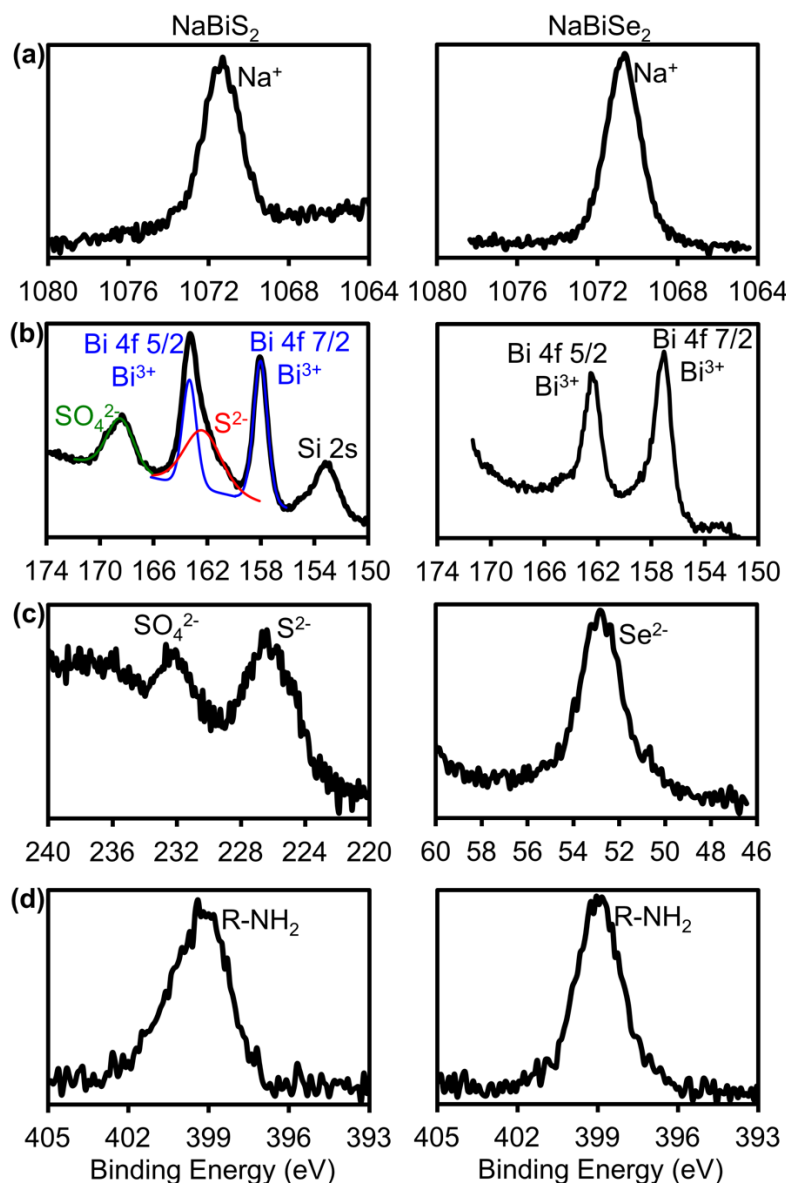 NaBiS₂ NaBiSe₂
(a) Na⁺ Na⁺
1080 1076 1072 1068 1064 1080 1076 1072 1068 1064
(b) Bi 4f 5/2 Bi 4f 7/2 Bi 4f 5/2 Bi 4f 7/2
Bi³⁺ Bi³⁺ Bi³⁺ Bi³⁺
SO₄²⁻ S²⁻ Si 2s
174 170 166 162 158 154 150 174 170 166 162 158 154 150
(c) SO₄²⁻ S²⁻ Se²⁻
240 236 232 228 224 220 60 58 56 54 52 50 48 46
(d) R-NH₂ R-NH₂
405 402 399 396 393 405 402 399 396 393
Binding Energy (eV) Binding Energy (eV)